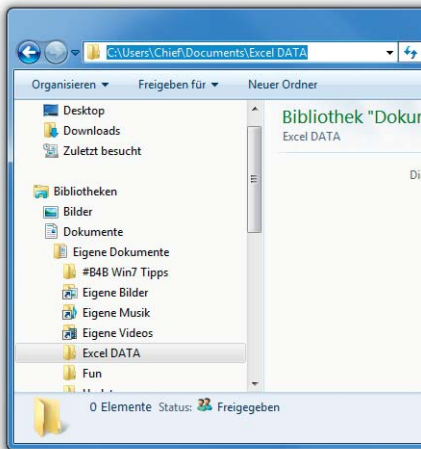 C:\Users\Chief\Documents\Excel DATA
Organisieren Freigeben für Neuer Ordner
Desktop
Downloads
Zuletzt besucht
Bibliotheken
Bilder
Dokumente
Eigene Dokumente
#B4B Win7 Tipps
Eigene Bilder
Eigene Musik
Eigene Videos
Excel DATA
Fun
Bibliothek "Dokum
Excel DATA
Di
0 Elemente Status: Freigegeben